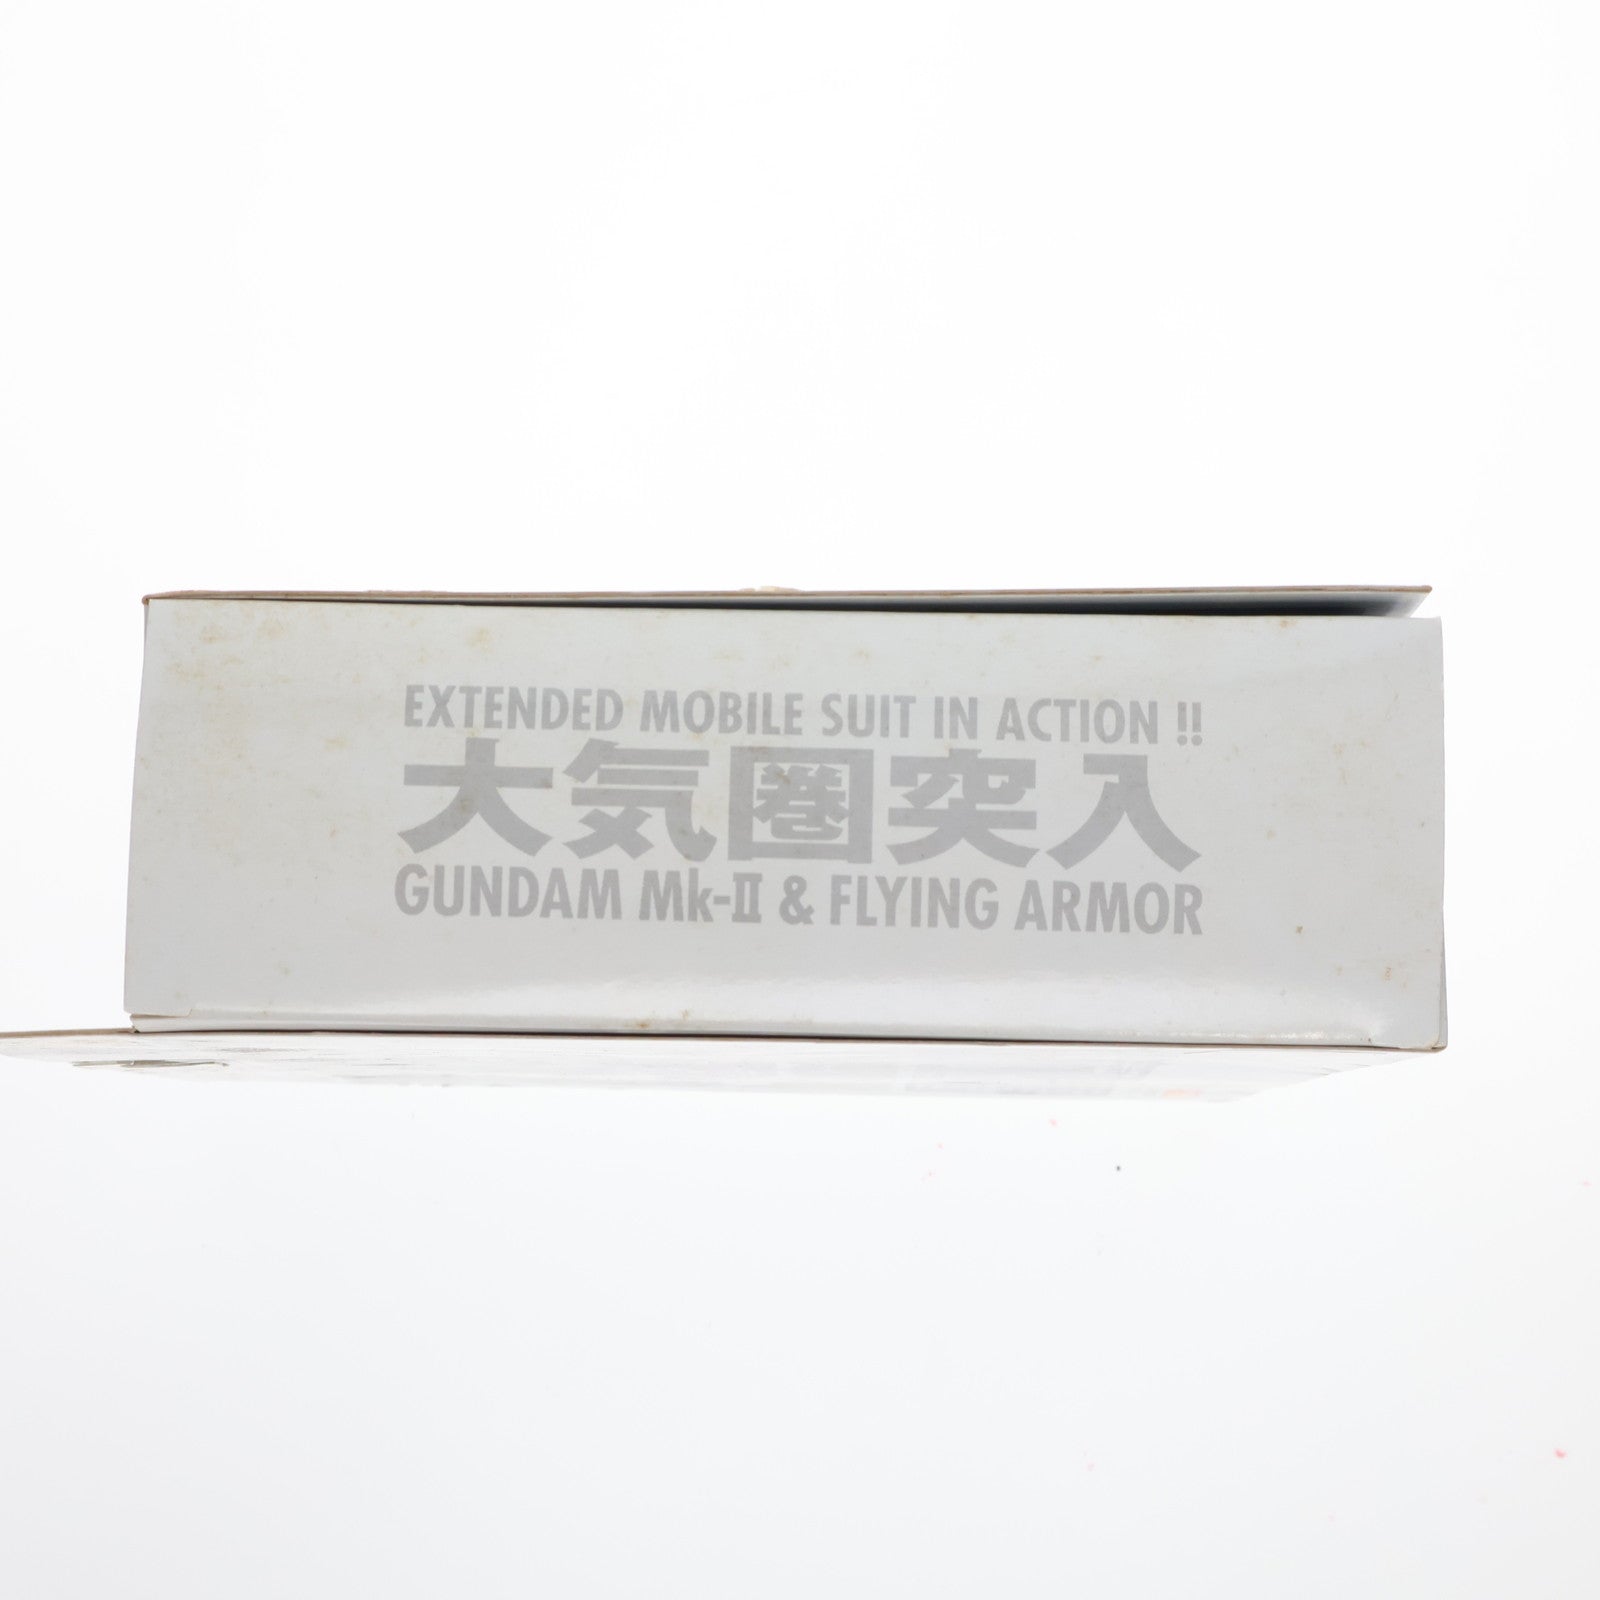 EXTENDED MOBILE SUIT IN ACTION !!
大気圏突入
GUNDAM Mk-II & FLYING ARMOR